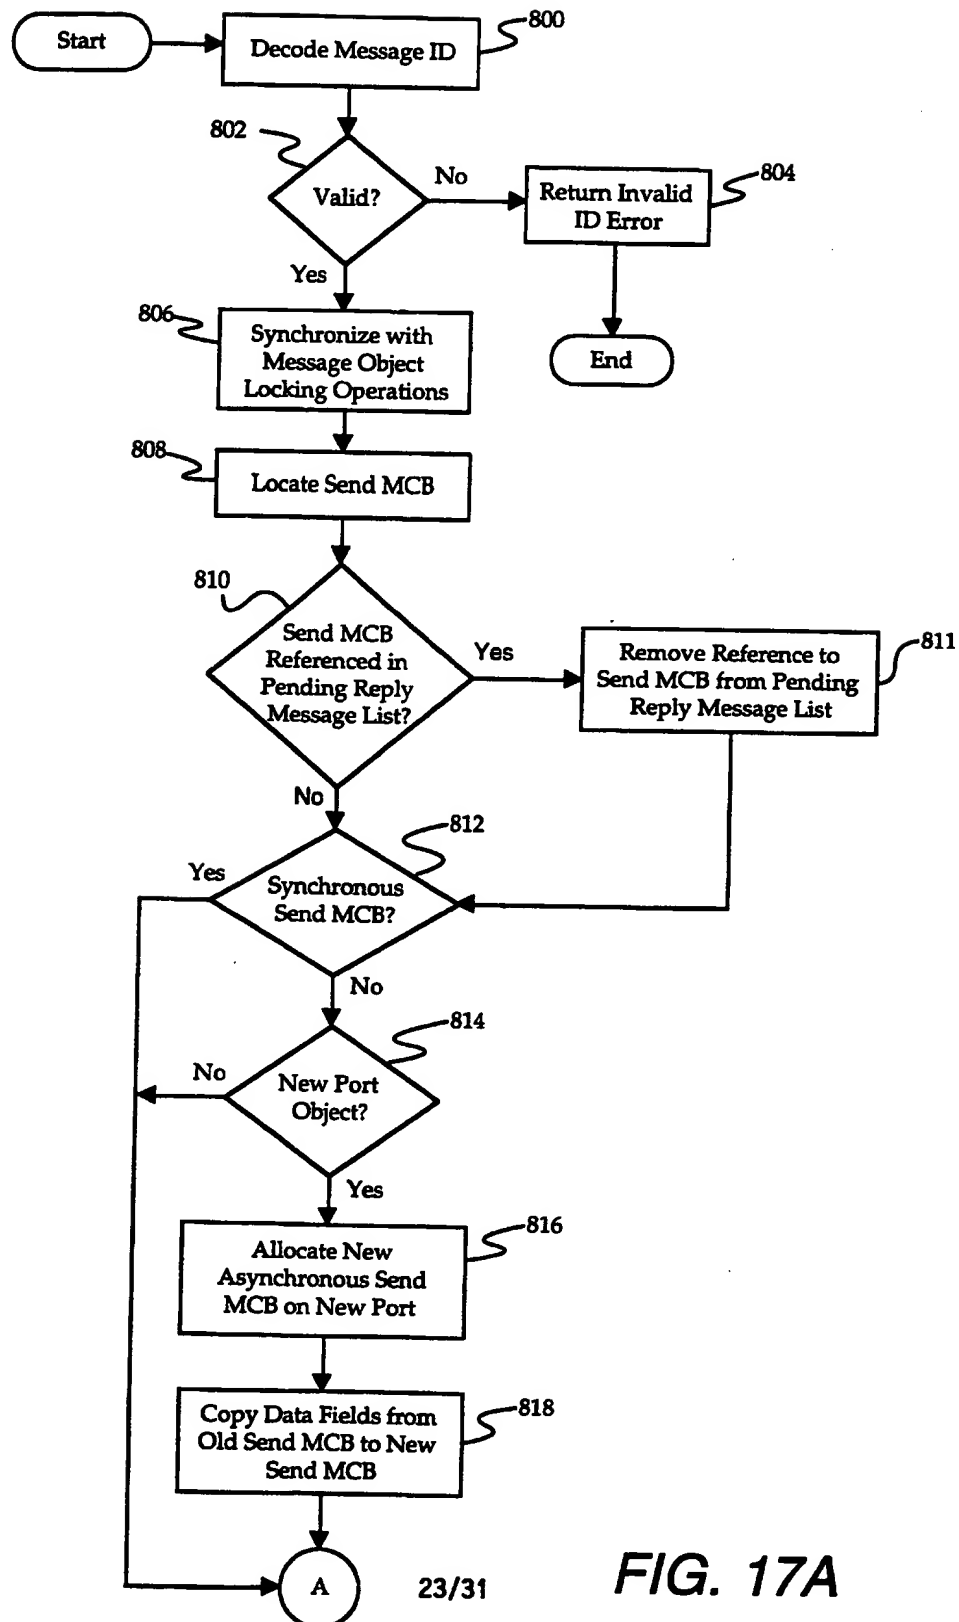 Start
Decode Message ID
800
802
Valid?
No
Return Invalid
ID Error
804
Yes
End
806
Synchronize with
Message Object
Locking Operations
808
Locate Send MCB
810
Send MCB
Referenced in
Pending Reply
Message List?
Yes
Remove Reference to
Send MCB from Pending
Reply Message List
811
No
812
Yes
Synchronous
Send MCB?
No
814
No
New Port
Object?
Yes
816
Allocate New
Asynchronous Send
MCB on New Port
818
Copy Data Fields from
Old Send MCB to New
Send MCB
A
23/31
FIG. 17A